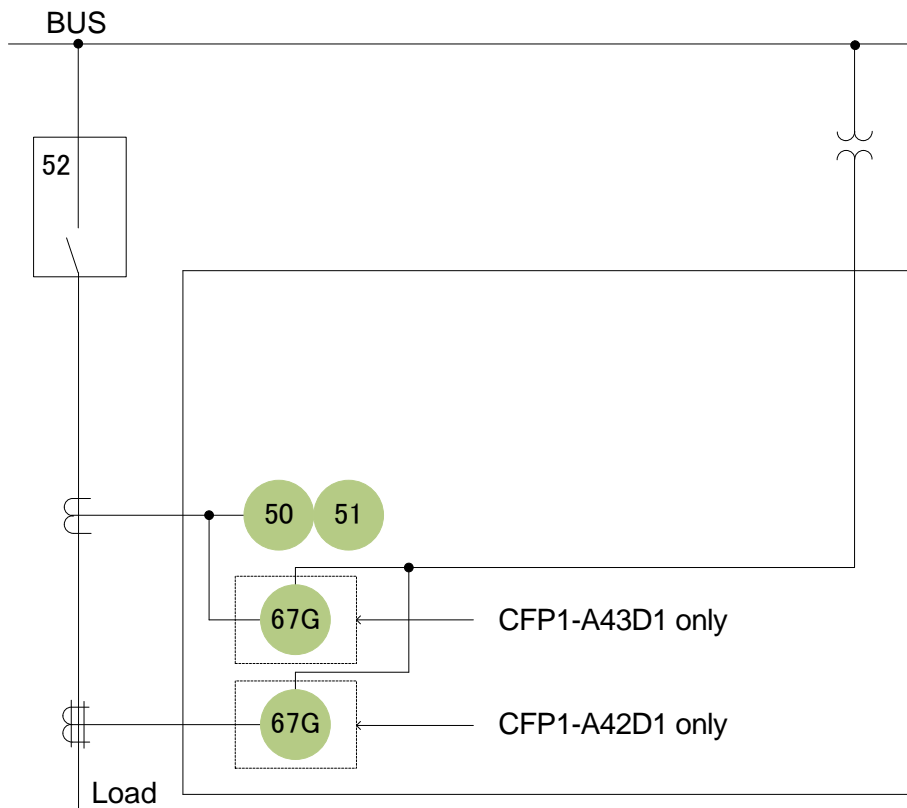 BUS
52
50 51
67G
CFP1-A43D1 only
67G
CFP1-A42D1 only
Load